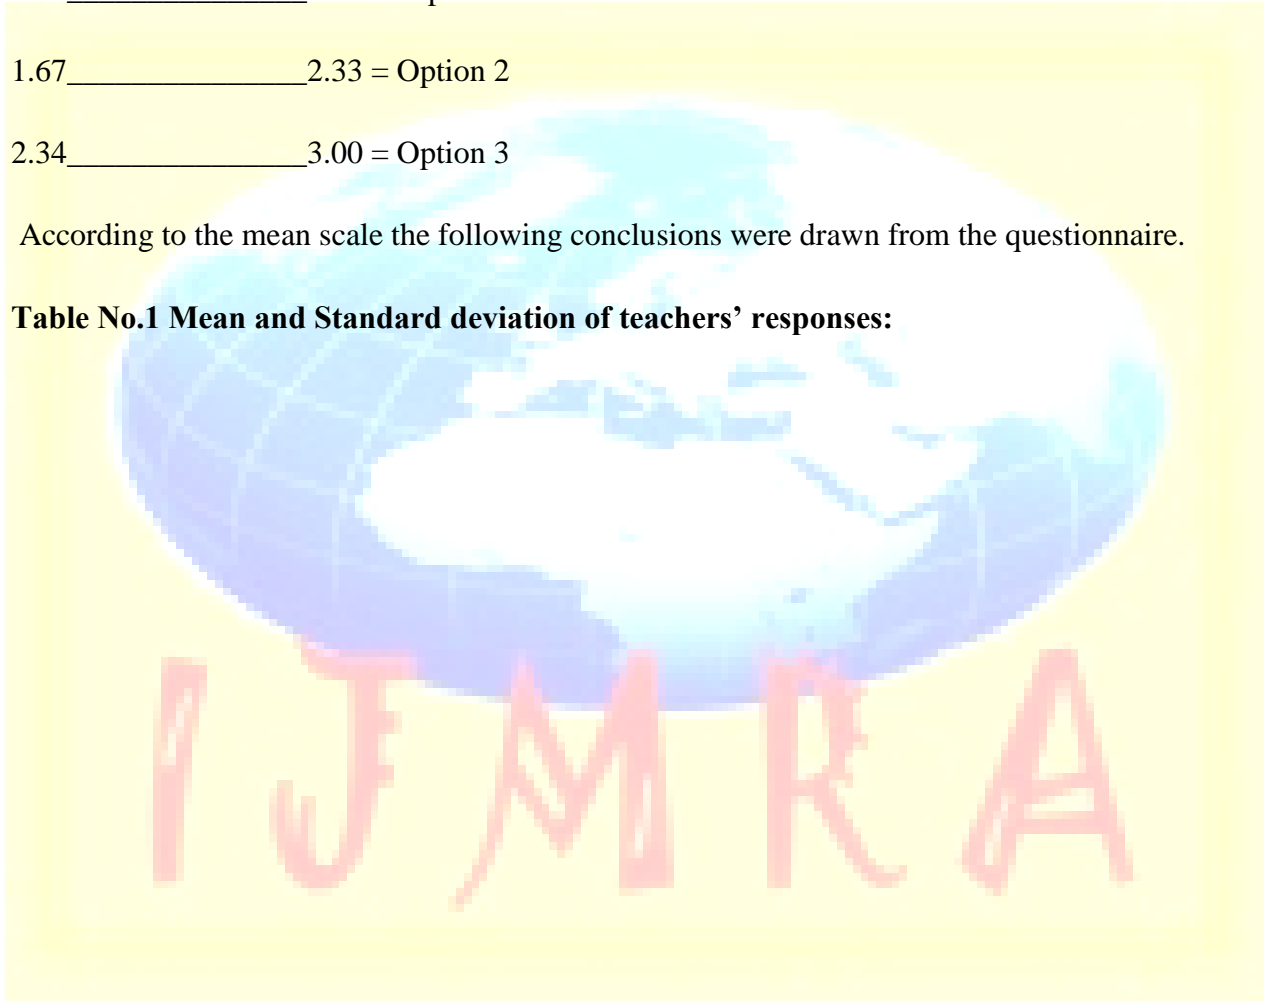 1.67_______________2.33 = Option 2
2.34_______________3.00 = Option 3
According to the mean scale the following conclusions were drawn from the questionnaire.
Table No.1 Mean and Standard deviation of teachers’ responses:
IJMRA